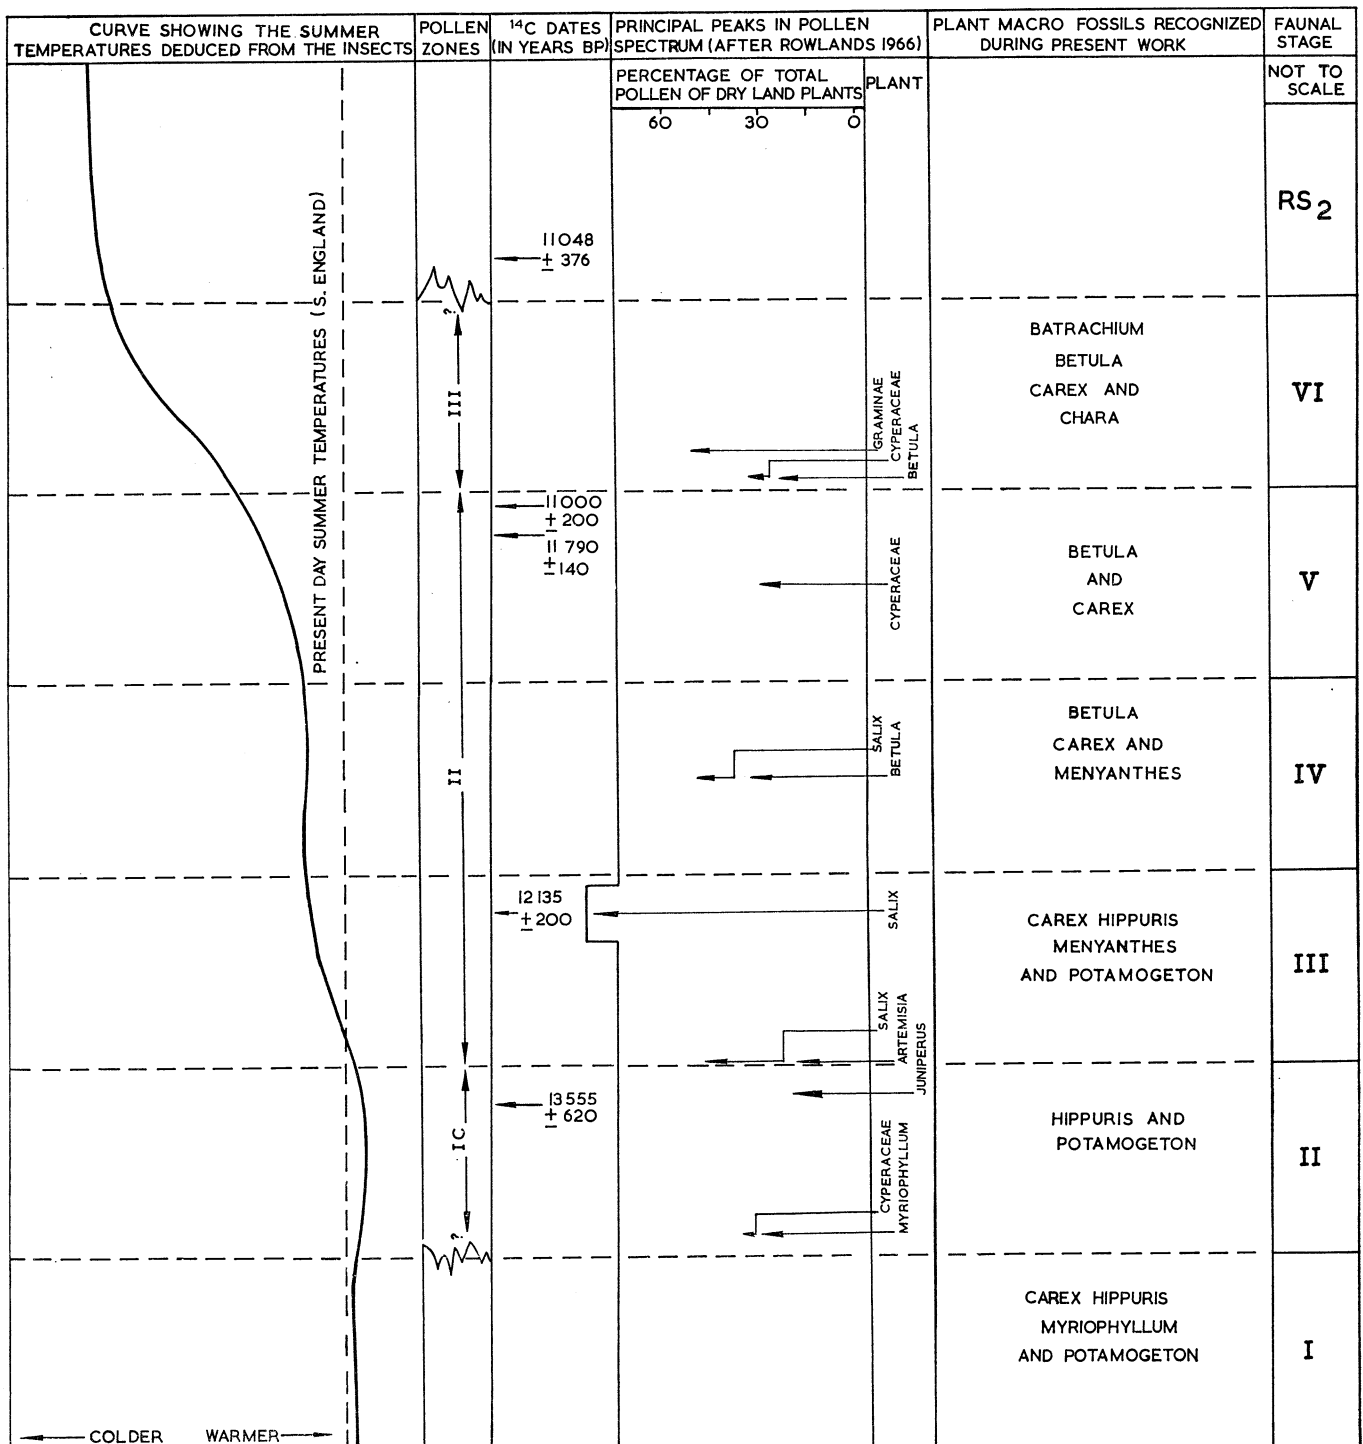 CURVE SHOWING THE SUMMER
TEMPERATURES DEDUCED FROM THE INSECTS
POLLEN
ZONES
14C DATES
(IN YEARS BP)
PRINCIPAL PEAKS IN POLLEN
SPECTRUM (AFTER ROWLANDS 1966)
PLANT MACRO FOSSILS RECOGNIZED
DURING PRESENT WORK
FAUNAL
STAGE
PERCENTAGE OF TOTAL
POLLEN OF DRY LAND PLANTS
PLANT
NOT TO
SCALE
60 30 0
PRESENT DAY SUMMER TEMPERATURES (S. ENGLAND)
11048
± 376
RS2
?
III
GRAMINAE
CYPERACEAE
BETULA
BATRACHIUM
BETULA
CAREX AND
CHARA
VI
11000
± 200
11 790
± 140
CYPERACEAE
BETULA
AND
CAREX
V
II
SALIX
BETULA
BETULA
CAREX AND
MENYANTHES
IV
12135
± 200
SALIX
SALIX
ARTEMISIA
JUNIPERUS
CAREX HIPPURIS
MENYANTHES
AND POTAMOGETON
III
13555
± 620
IC
?
CYPERACEAE
MYRIOPHYLLUM
HIPPURIS AND
POTAMOGETON
II
CAREX HIPPURIS
MYRIOPHYLLUM
AND POTAMOGETON
I
COLDER WARMER